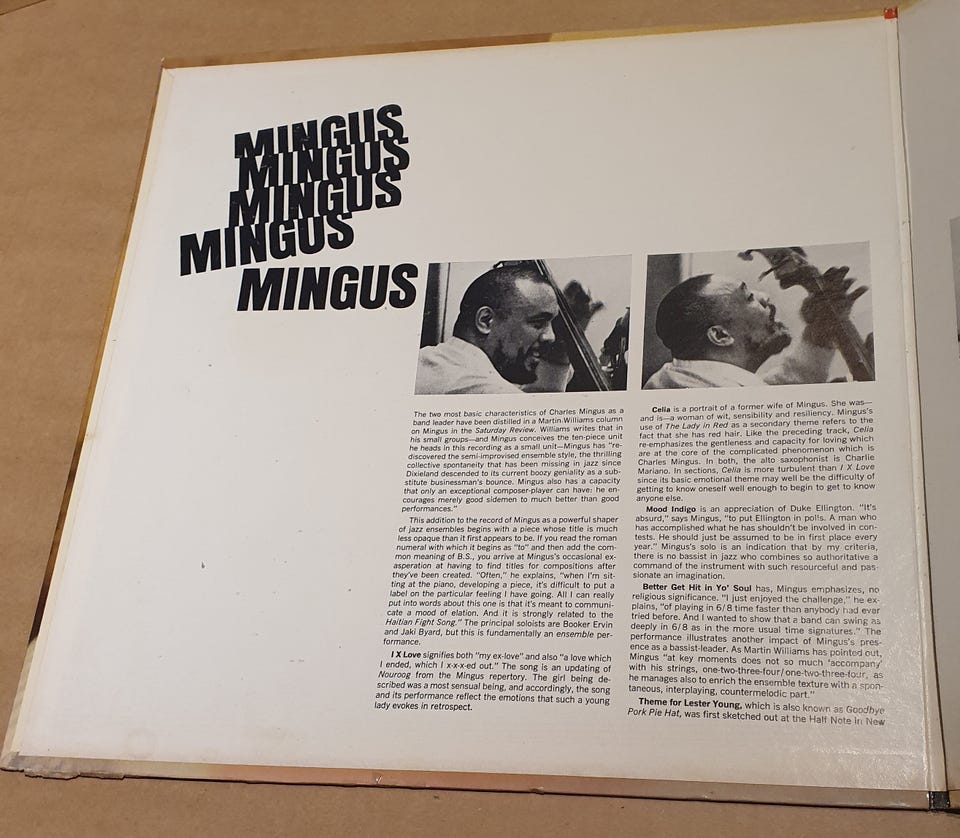 MINGUS
MINGUS
MINGUS
MINGUS
MINGUS
The two most basic characteristics of Charles Mingus as a
band leader have been distilled in a Martin Williams column
on Mingus in the Saturday Review. Williams writes that in
his small groups—and Mingus conceives the ten-piece unit
he heads in this recording as a small unit—Mingus has "re-
discovered the semi-improvised ensemble style, the thrilling
collective spontaneity that has been missing in jazz since
Dixieland descended to its current boozy geniality as a sub-
stitute businessman's bounce. Mingus also has a capacity
that only an exceptional composer-player can have: he en-
courages merely good sidemen to much better than good
performances."
This addition to the record of Mingus as a powerful shaper
of jazz ensembles begins with a piece whose title is much
less opaque than it first appears to be. If you read the roman
numeral with which it begins as "to" and then add the com-
mon meaning of B.S., you arrive at Mingus's occasional ex-
asperation at having to find titles for compositions after
they've been created. "Often," he explains, "when I'm sit-
ting at the piano, developing a piece, it's difficult to put a
label on the particular feeling I have going. All I can really
put into words about this one is that it's meant to communi-
cate a mood of elation. And it is strongly related to the
Haitian Fight Song." The principal soloists are Booker Ervin
and Jaki Byard, but this is fundamentally an ensemble per-
formance.
I X Love signifies both "my ex-love" and also "a love which
I ended, which I x-x-x-ed out." The song is an updating of
Nouroog from the Mingus repertory. The girl being de-
scribed was a most sensual being, and accordingly, the song
and its performance reflect the emotions that such a young
lady evokes in retrospect.
Celia is a portrait of a former wife of Mingus. She was—
and is—a woman of wit, sensibility and resiliency. Mingus's
use of The Lady in Red as a secondary theme refers to the
fact that she has red hair. Like the preceding track, Celia
re-emphasizes the gentleness and capacity for loving which
are at the core of the complicated phenomenon which is
Charles Mingus. In both, the alto saxophonist is Charlie
Mariano. In sections, Celia is more turbulent than I X Love
since its basic emotional theme may well be the difficulty of
getting to know oneself well enough to begin to get to know
anyone else.
Mood Indigo is an appreciation of Duke Ellington. "It's
absurd," says Mingus, "to put Ellington in polls. A man who
has accomplished what he has shouldn't be involved in con-
tests. He should just be assumed to be in first place every
year." Mingus's solo is an indication that by my criteria,
there is no bassist in jazz who combines so authoritative a
command of the instrument with such resourceful and pas-
sionate an imagination.
Better Get Hit in Yo' Soul has, Mingus emphasizes, no
religious significance. "I just enjoyed the challenge," he ex-
plains, "of playing in 6/8 time faster than anybody had ever
tried before. And I wanted to show that a band can swing as
deeply in 6/8 as in the more usual time signatures." The
performance illustrates another impact of Mingus's pres-
ence as a bassist-leader. As Martin Williams has pointed out,
Mingus "at key moments does not so much 'accompany'
with his strings, one-two-three-four/one-two-three-four, as
he manages also to enrich the ensemble texture with a spon-
taneous, interplaying, countermelodic part."
Theme for Lester Young, which is also known as Goodbye
Pork Pie Hat, was first sketched out at the Half Note in New